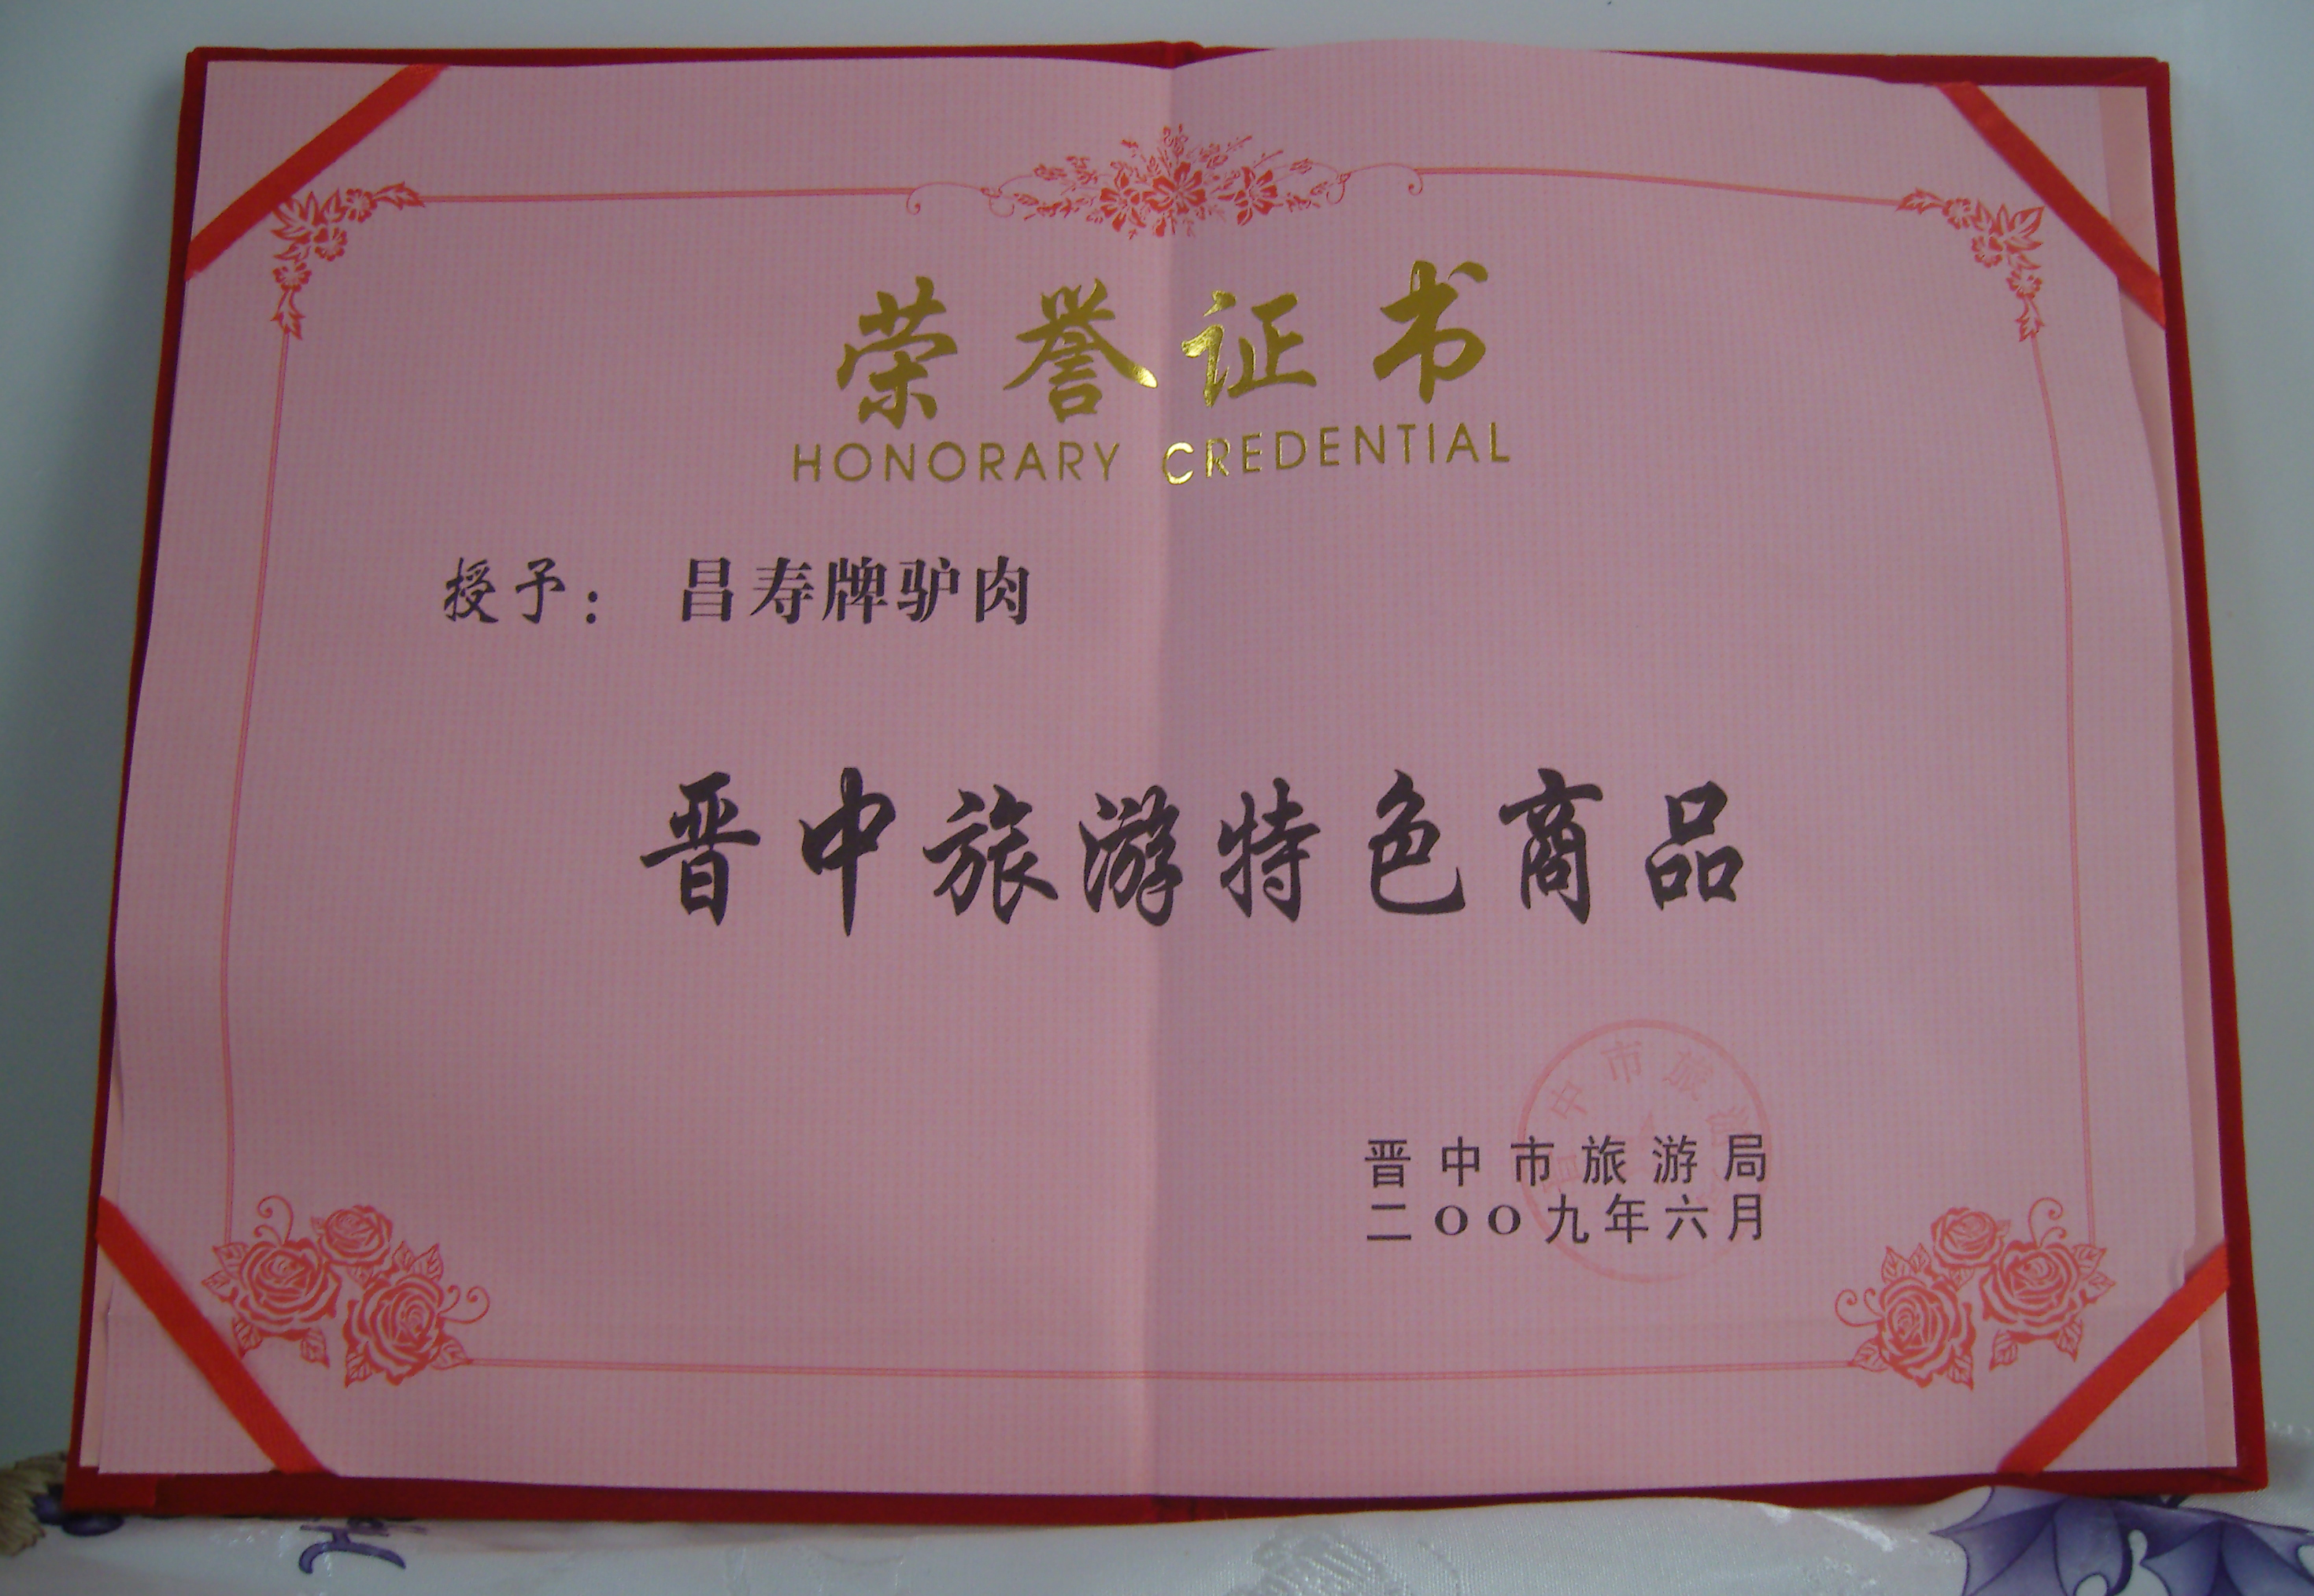 荣誉证书
HONORARY CREDENTIAL
授予： 昌寿牌驴肉
晋中旅游特色商品
晋中市旅游局
二OO九年六月